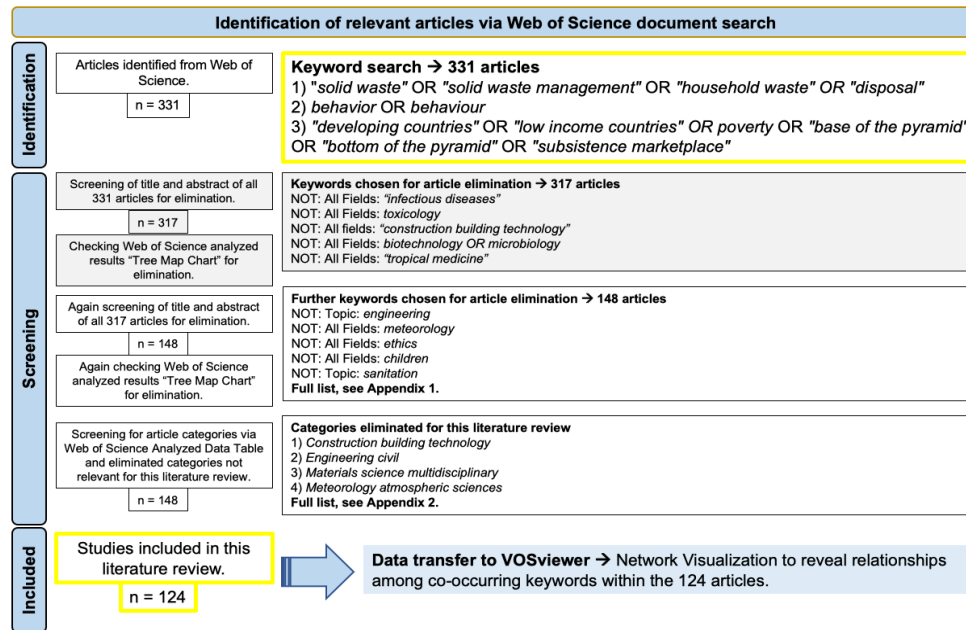 Identification of relevant articles via Web of Science document search
Identification
Articles identified from Web of
Science.
n = 331
Keyword search → 331 articles
1) "solid waste" OR "solid waste management" OR "household waste" OR "disposal"
2) behavior OR behaviour
3) "developing countries" OR "low income countries" OR poverty OR "base of the pyramid"
OR "bottom of the pyramid" OR "subsistence marketplace"
Screening
Screening of title and abstract of all
331 articles for elimination.
n = 317
Checking Web of Science analyzed
results “Tree Map Chart” for
elimination.
Keywords chosen for article elimination → 317 articles
NOT: All Fields: “infectious diseases”
NOT: All Fields: toxicology
NOT: All fields: “construction building technology”
NOT: All Fields: biotechnology OR microbiology
NOT: All Fields: “tropical medicine”
Again screening of title and abstract
of all 317 articles for elimination.
n = 148
Again checking Web of Science
analyzed results “Tree Map Chart”
for elimination.
Further keywords chosen for article elimination → 148 articles
NOT: Topic: engineering
NOT: All Fields: meteorology
NOT: All Fields: ethics
NOT: All Fields: children
NOT: Topic: sanitation
Full list, see Appendix 1.
Screening for article categories via
Web of Science Analyzed Data Table
and eliminated categories not
relevant for this literature review.
n = 148
Categories eliminated for this literature review
1) Construction building technology
2) Engineering civil
3) Materials science multidisciplinary
4) Meteorology atmospheric sciences
Full list, see Appendix 2.
Included
Studies included in this
literature review.
n = 124
Data transfer to VOSviewer → Network Visualization to reveal relationships
among co-occurring keywords within the 124 articles.